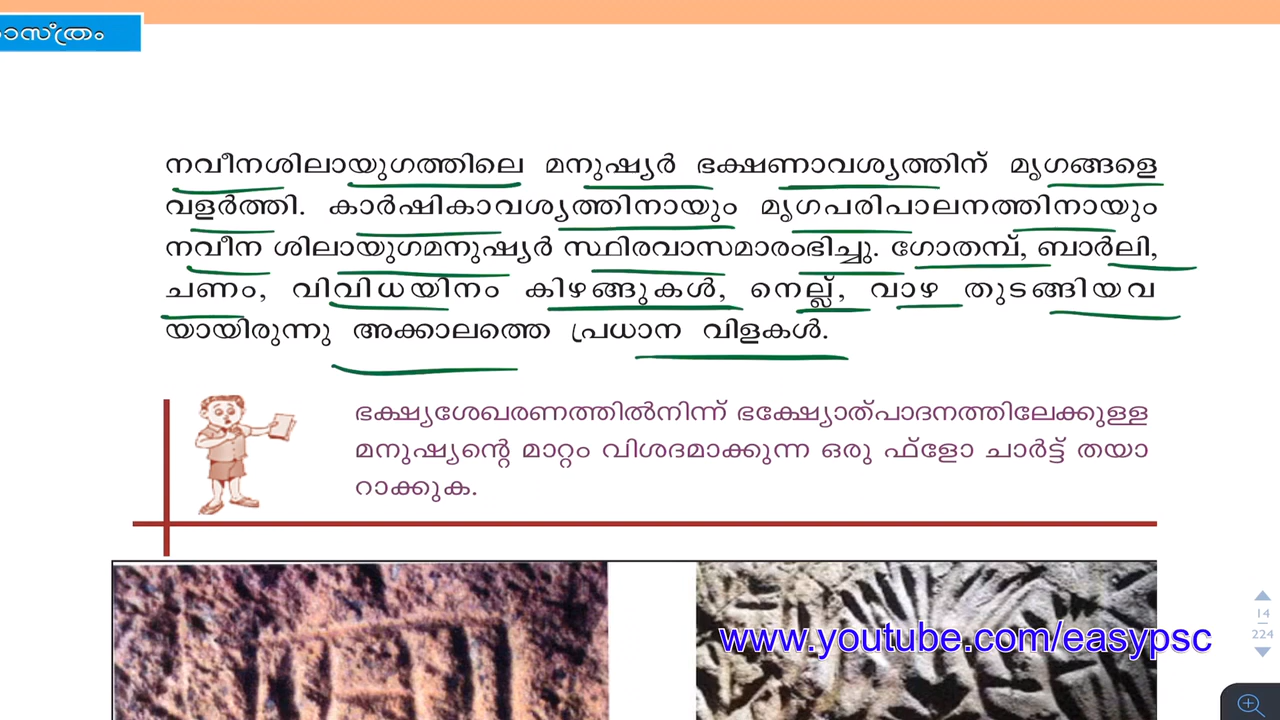 നവീനശിലായുഗത്തിലെ മനുഷ്യർ ഭക്ഷണാവശ്യത്തിന് മൃഗങ്ങളെ
വളർത്തി. കാർഷികാവശ്യത്തിനായും മൃഗപരിപാലനത്തിനായും
നവീന ശിലായുഗമനുഷ്യർ സ്ഥിരവാസമാരംഭിച്ചു. ഗോതമ്പ്, ബാർലി,
ചണം, വിവിധയിനം കിഴങ്ങുകൾ, നെല്ല്, വാഴ തുടങ്ങിയവ
യായിരുന്നു അക്കാലത്തെ പ്രധാന വിളകൾ.
ഭക്ഷ്യശേഖരണത്തിൽനിന്ന് ഭക്ഷ്യോത്പാദനത്തിലേക്കുള്ള
മനുഷ്യന്റെ മാറ്റം വിശദമാക്കുന്ന ഒരു ഫ്ളോ ചാർട്ട് തയാ
റാക്കുക.
www.youtube.com/easypsc
14
224